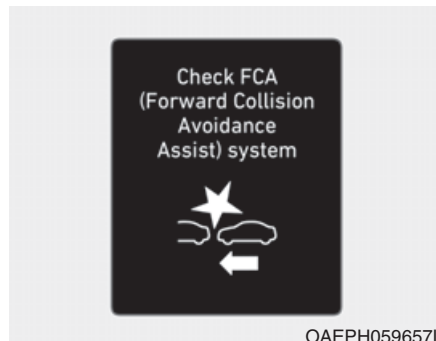 Check FCA
(Forward Collision
Avoidance
Assist) system
OAEPH059657L